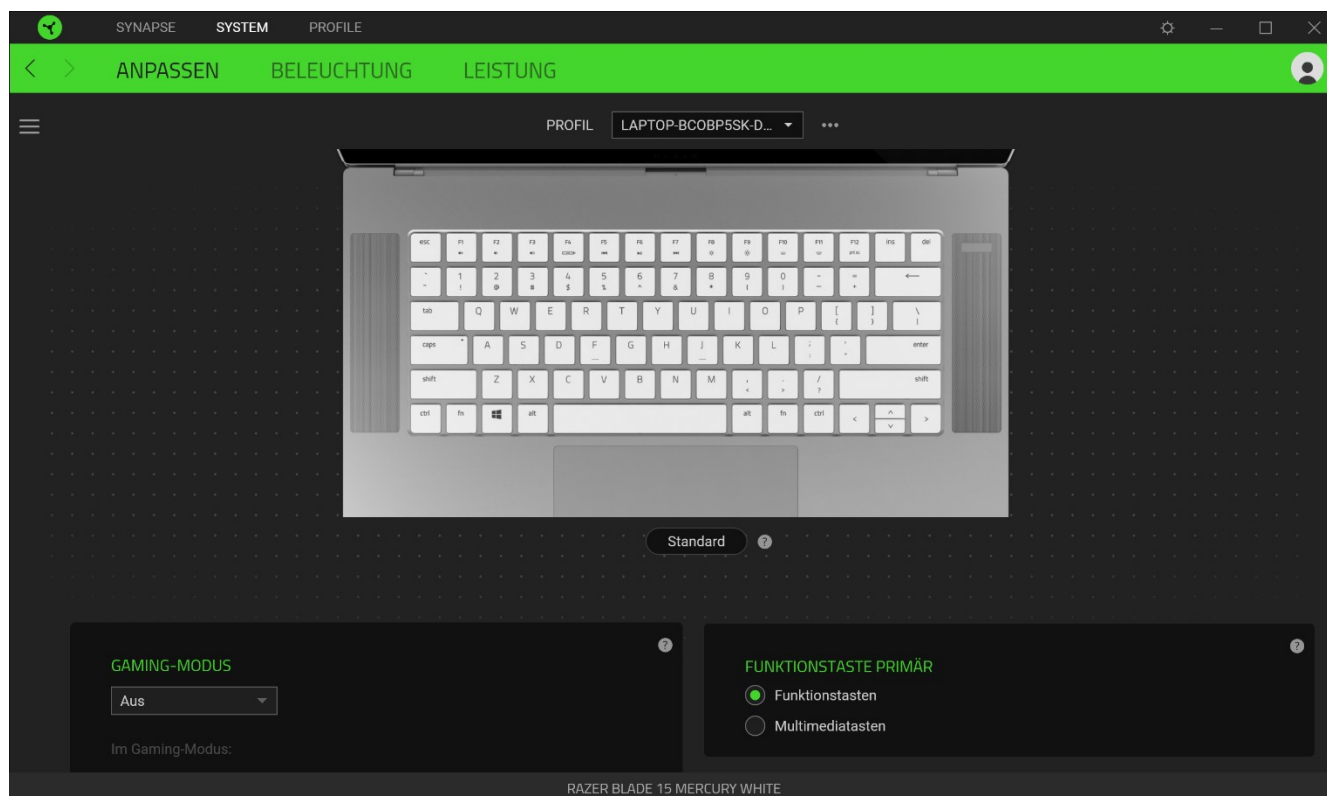 SYNAPSE SYSTEM PROFILE
ANPASSEN BELEUCHTUNG LEISTUNG
PROFIL LAPTOP-BCOBP5SK-D...
esc F1 F2 F3 F4 F5 F6 F7 F8 F9 F10 F11 F12 ins del
1 2 3 4 5 6 7 8 9 0 - =
! @ # $ % ^ & * ( ) _ +
tab Q W E R T Y U I O P [ ] \
{ } |
caps A S D F G H J K L ; ' enter
shift Z X C V B N M , . / shift
< > ?
ctrl fn alt alt fn ctrl
Standard ?
GAMING-MODUS ?
Aus
Im Gaming-Modus:
FUNKTIONSTASTE PRIMÄR ?
Funktionstasten
Multimediatasten
RAZER BLADE 15 MERCURY WHITE